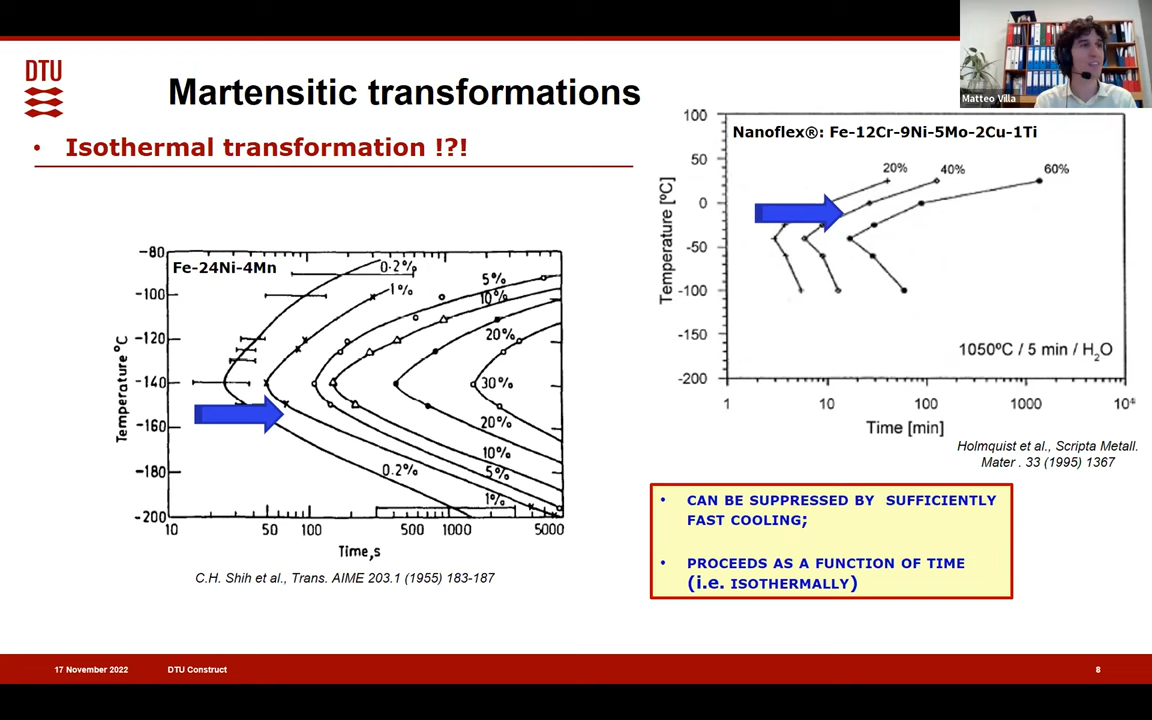 DTU
Martensitic transformations
• Isothermal transformation !?!
Matteo Villa
Fe-24Ni-4Mn
-80
-100
-120
-140
-160
-180
-200
Temperature °C
0·2%
1%
5%
10%
20%
30%
20%
10%
5%
1%
0.2%
10
50
100
500
1000
5000
Time,s
C.H. Shih et al., Trans. AIME 203.1 (1955) 183-187
Nanoflex®: Fe-12Cr-9Ni-5Mo-2Cu-1Ti
100
50
0
-50
-100
-150
-200
Temperature [ºC]
20%
40%
60%
1050ºC / 5 min / H2O
1
10
100
1000
10⁴
Time [min]
Holmquist et al., Scripta Metall.
Mater . 33 (1995) 1367
• CAN BE SUPPRESSED BY SUFFICIENTLY
FAST COOLING;
• PROCEEDS AS A FUNCTION OF TIME
(i.e. ISOTHERMALLY)
17 November 2022
DTU Construct
8